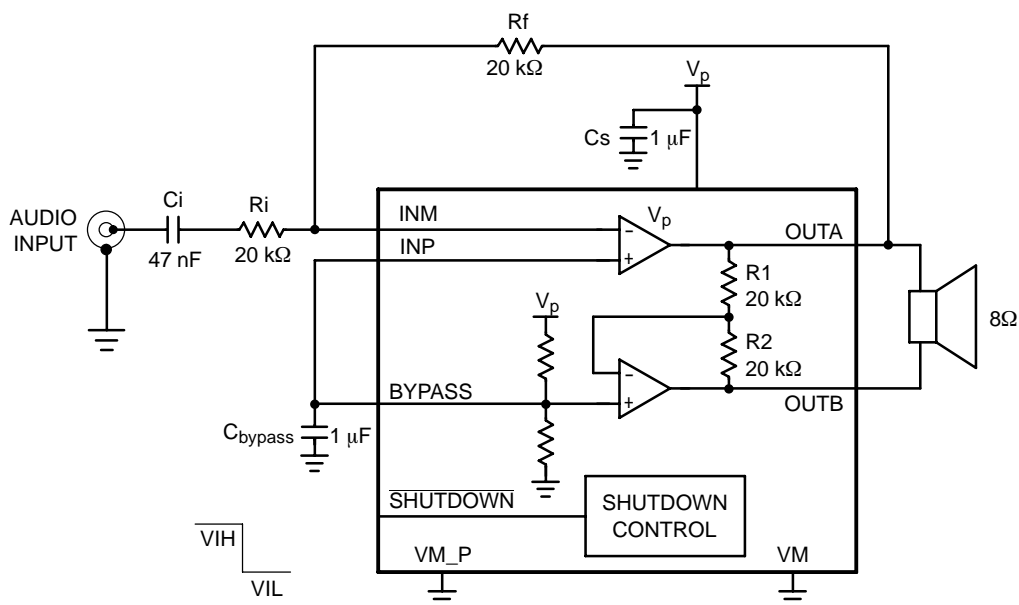 Rf
20 kΩ
Vp
Cs
1 μF
AUDIO
INPUT
Ci
47 nF
Ri
20 kΩ
INM
INP
Vp
OUTA
R1
20 kΩ
Vp
R2
20 kΩ
8Ω
BYPASS
OUTB
Cbypass
1 μF
SHUTDOWN
SHUTDOWN
CONTROL
VIH
VIL
VM_P
VM